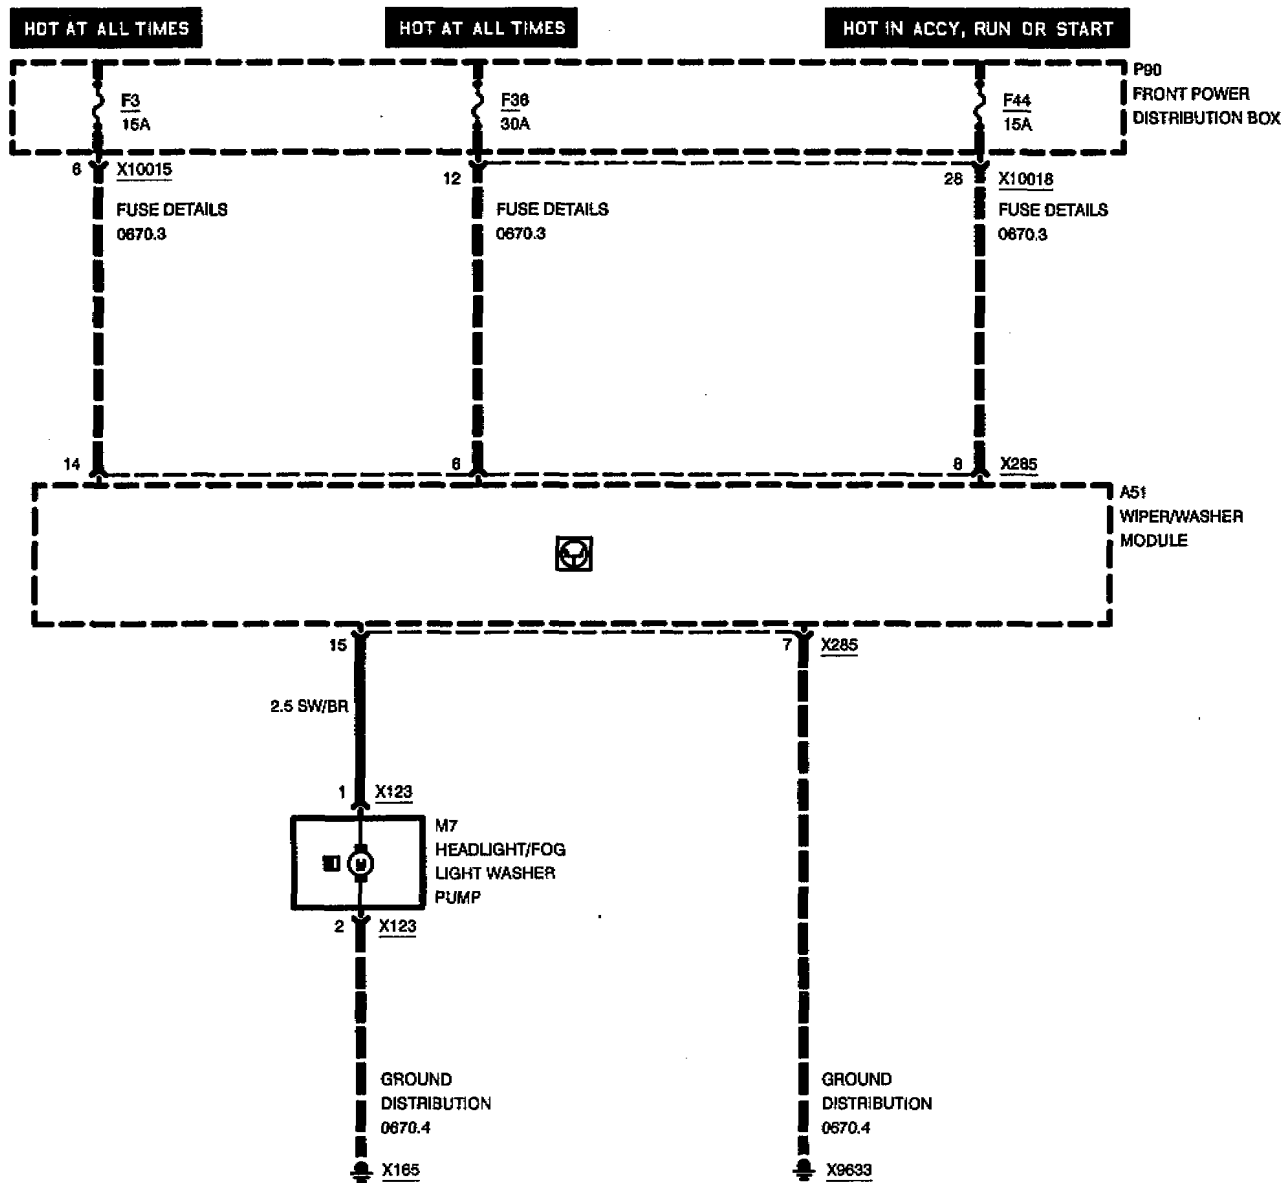 HOT AT ALL TIMES
HOT AT ALL TIMES
HOT IN ACCY, RUN OR START
P90
FRONT POWER
DISTRIBUTION BOX
F3
15A
F36
30A
F44
15A
6
X10015
12
28
X10018
FUSE DETAILS
0670.3
FUSE DETAILS
0670.3
FUSE DETAILS
0670.3
14
6
8
X285
A51
WIPER/WASHER
MODULE
15
7
X285
2.5 SW/BR
1
X123
M7
HEADLIGHT/FOG
LIGHT WASHER
PUMP
M
2
X123
GROUND
DISTRIBUTION
0670.4
GROUND
DISTRIBUTION
0670.4
X165
X9633